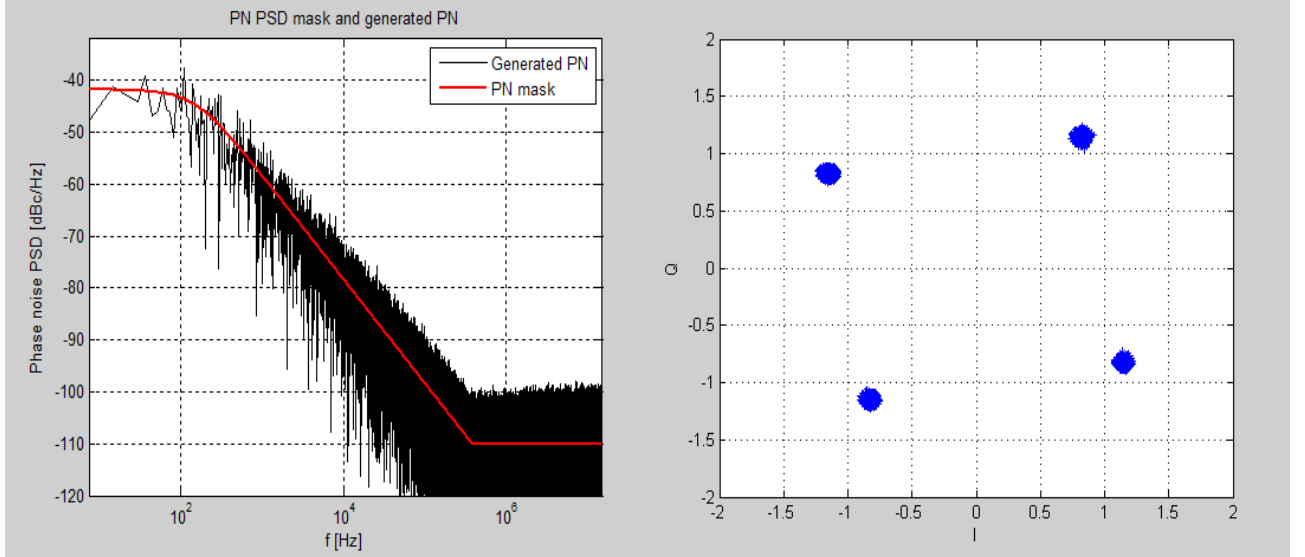 PN PSD mask and generated PN
Phase noise PSD [dBc/Hz]
-40
-50
-60
-70
-80
-90
-100
-110
-120
10^2
10^4
10^6
f [Hz]
Generated PN
PN mask
Q
2
1.5
1
0.5
0
-0.5
-1
-1.5
-2
-2 -1.5 -1 -0.5 0 0.5 1 1.5 2
I